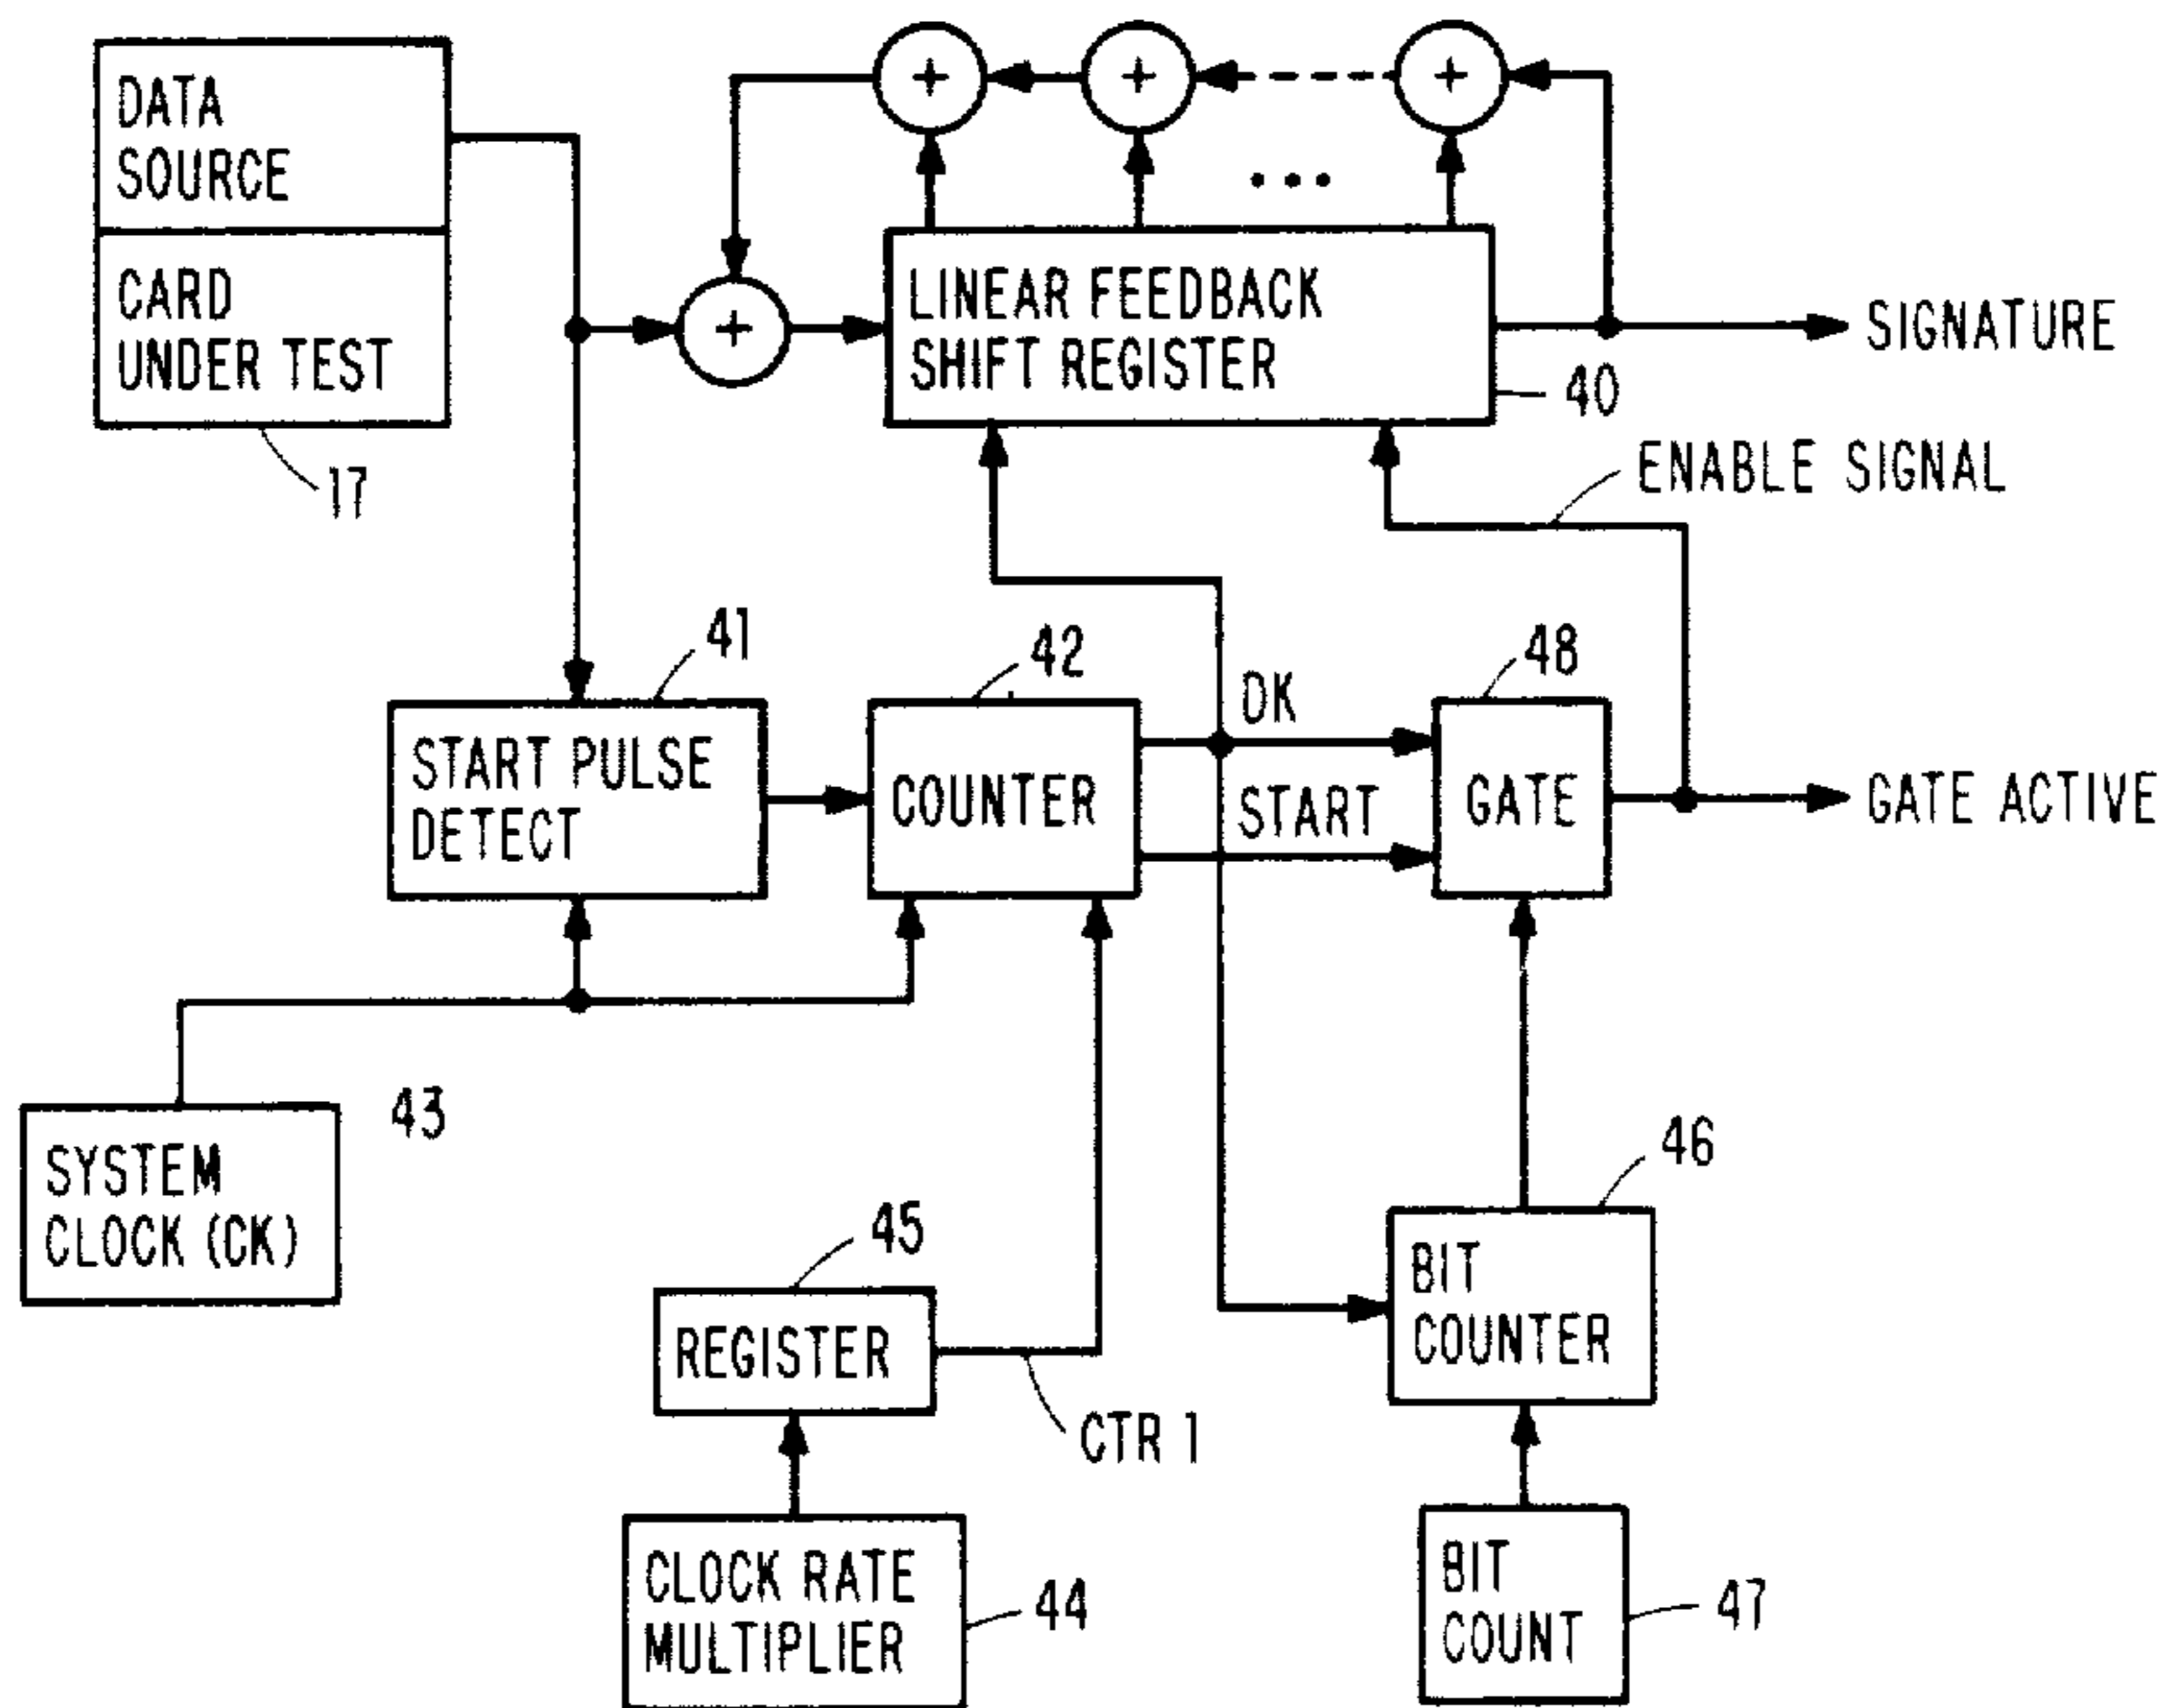 DATA
SOURCE
CARD
UNDER TEST
17
+
+
+
+
...
LINEAR FEEDBACK
SHIFT REGISTER
40
SIGNATURE
ENABLE SIGNAL
41
START PULSE
DETECT
42
COUNTER
DK
START
48
GATE
GATE ACTIVE
43
SYSTEM
CLOCK (CK)
45
REGISTER
CTR 1
CLOCK RATE
MULTIPLIER
44
46
BIT
COUNTER
BIT
COUNT
47